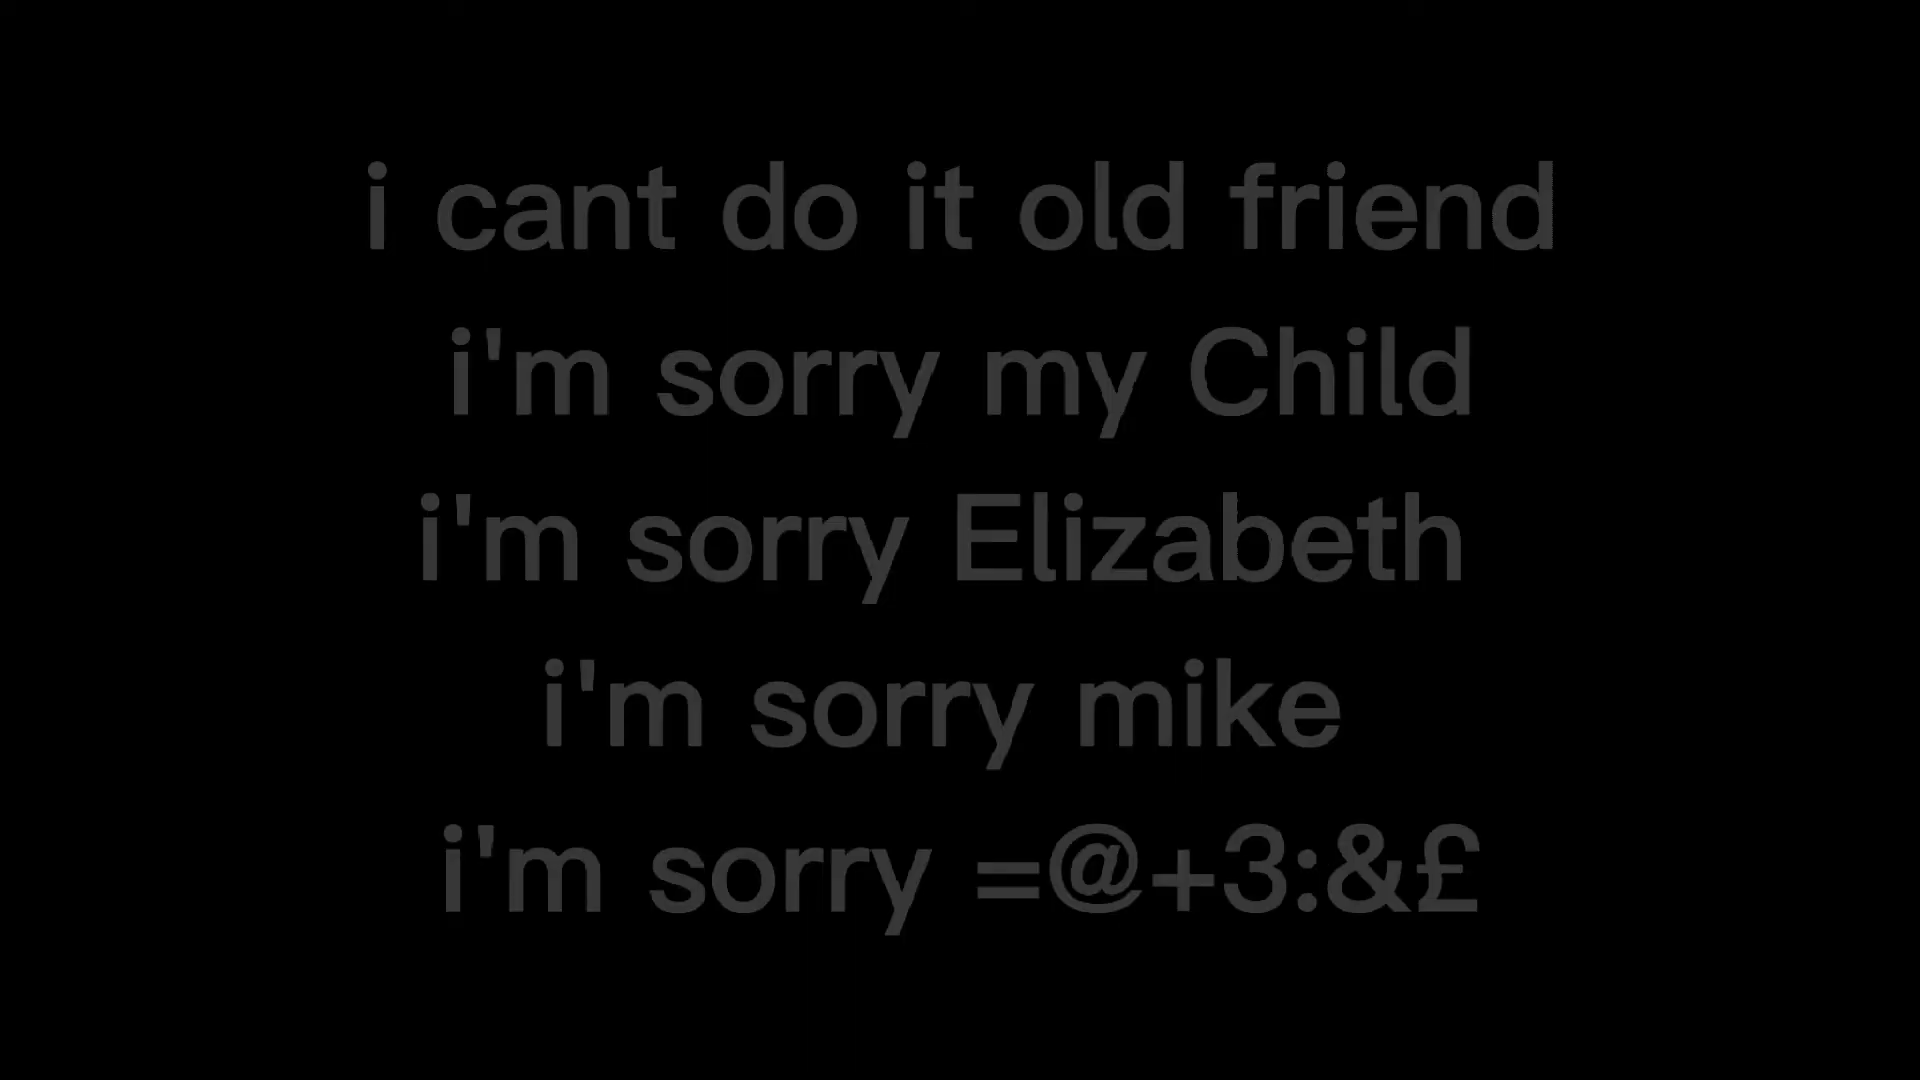 i cant do it old friend
i'm sorry my Child
i'm sorry Elizabeth
i'm sorry mike
i'm sorry =@+3:&£